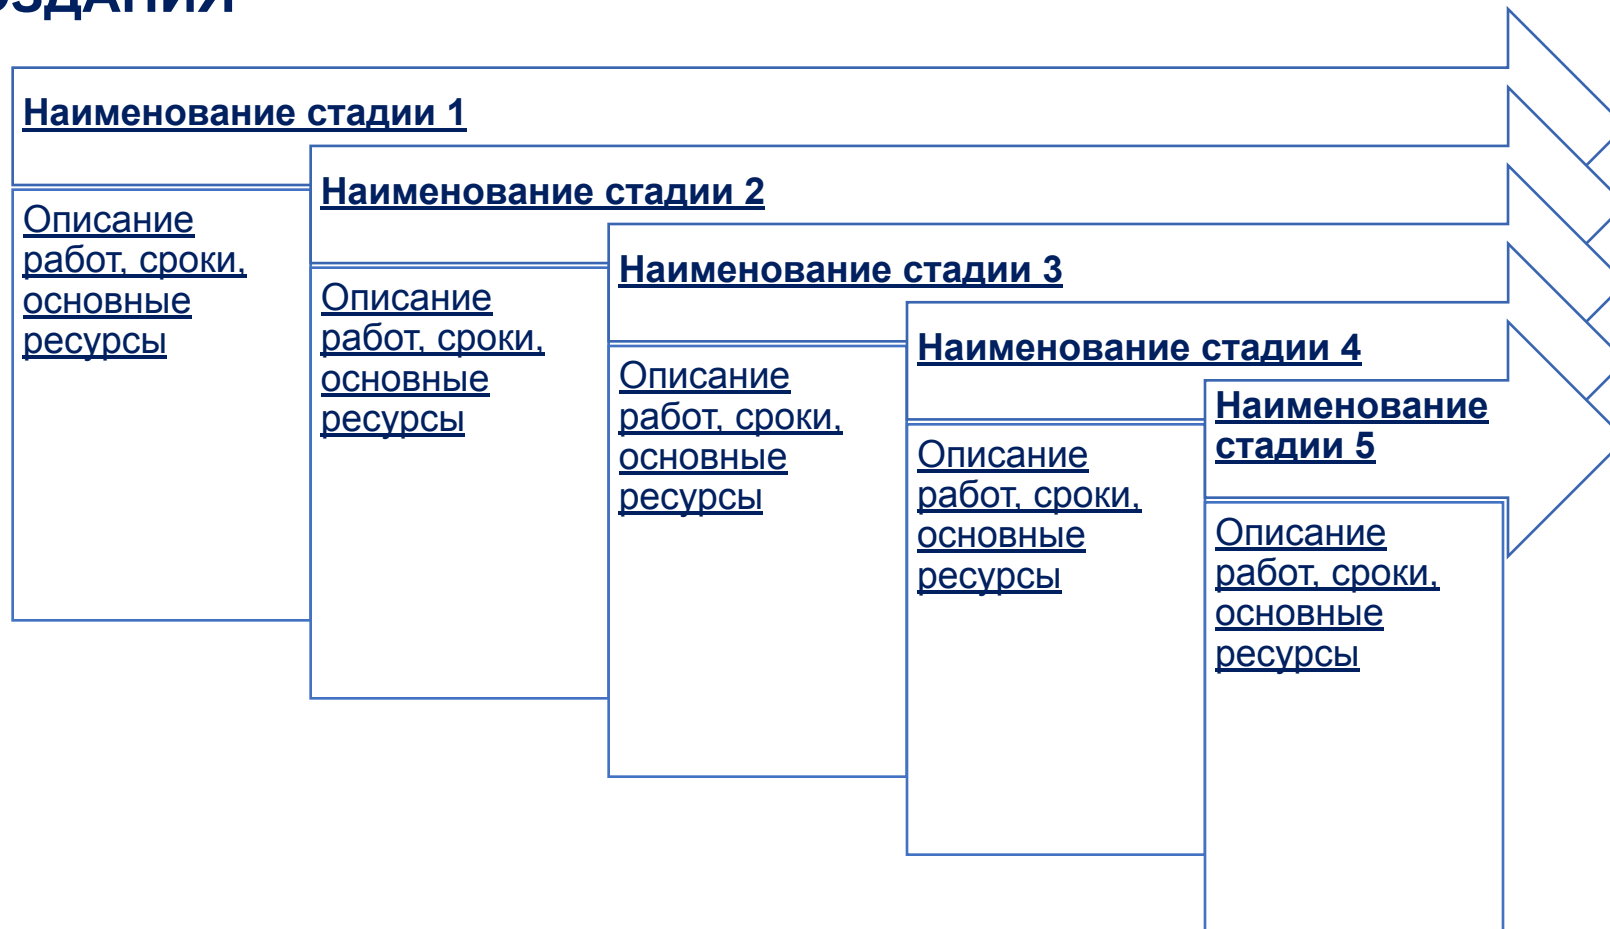 Наименование стадии 1
Описание
работ, сроки,
основные
ресурсы
Наименование стадии 2
Описание
работ, сроки,
основные
ресурсы
Наименование стадии 3
Описание
работ, сроки,
основные
ресурсы
Наименование стадии 4
Описание
работ, сроки,
основные
ресурсы
Наименование
стадии 5
Описание
работ, сроки,
основные
ресурсы